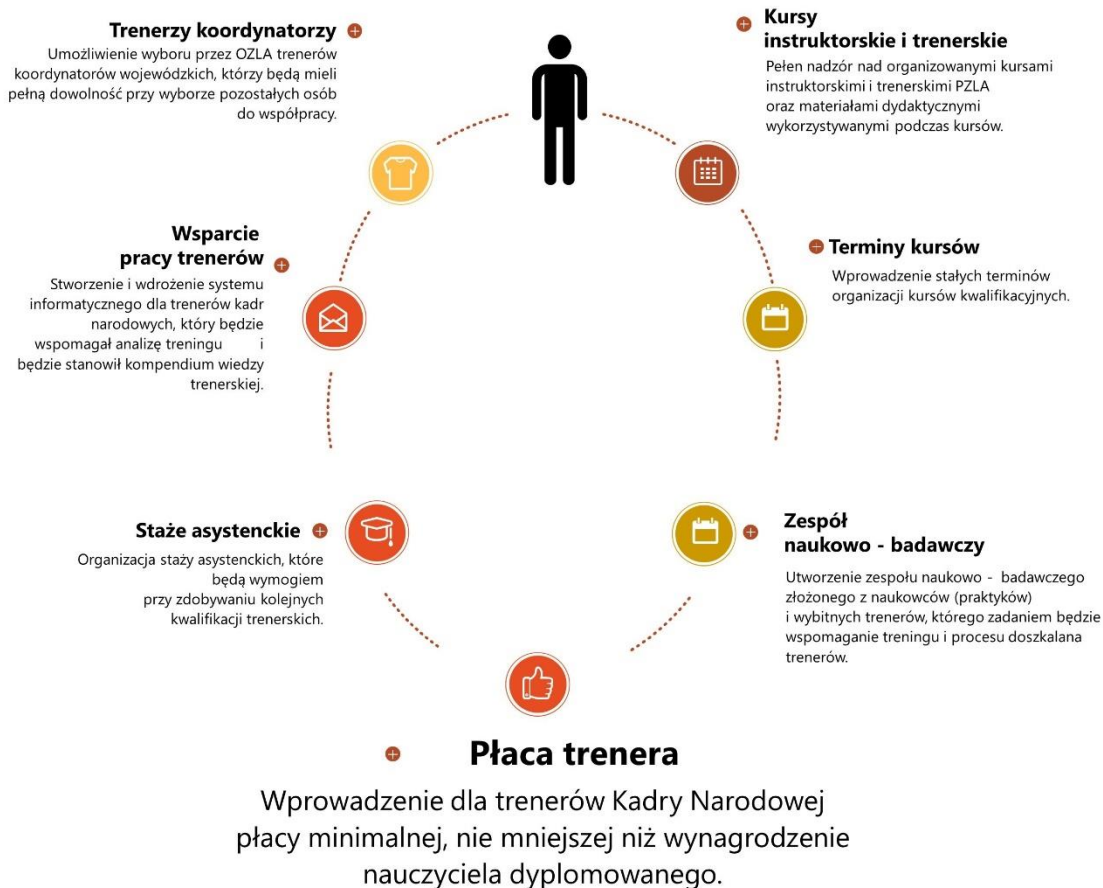 Trenerzy koordynatorzy
Umożliwienie wyboru przez OZLA trenerów
koordynatorów wojewódzkich, którzy będą mieli
pełną dowolność przy wyborze pozostałych osób
do współpracy.
Kursy
instruktorskie i trenerskie
Pełen nadzór nad organizowanymi kursami
instruktorskimi i trenerskimi PZLA
oraz materiałami dydaktycznymi
wykorzystywanymi podczas kursów.
Wsparcie
pracy trenerów
Stworzenie i wdrożenie systemu
informatycznego dla trenerów kadr
narodowych, który będzie
wspomagał analizę treningu i
będzie stanowił kompendium wiedzy
trenerskiej.
Terminy kursów
Wprowadzenie stałych terminów
organizacji kursów kwalifikacyjnych.
Staże asystenckie
Organizacja staży asystenckich, które
będą wymogiem
przy zdobywaniu kolejnych
kwalifikacji trenerskich.
Zespół
naukowo - badawczy
Utworzenie zespołu naukowo - badawczego
złożonego z naukowców (praktyków)
i wybitnych trenerów, którego zadaniem będzie
wspomaganie treningu i procesu doszkalana
trenerów.
Płaca trenera
Wprowadzenie dla trenerów Kadry Narodowej
płacy minimalnej, nie mniejszej niż wynagrodzenie
nauczyciela dyplomowanego.